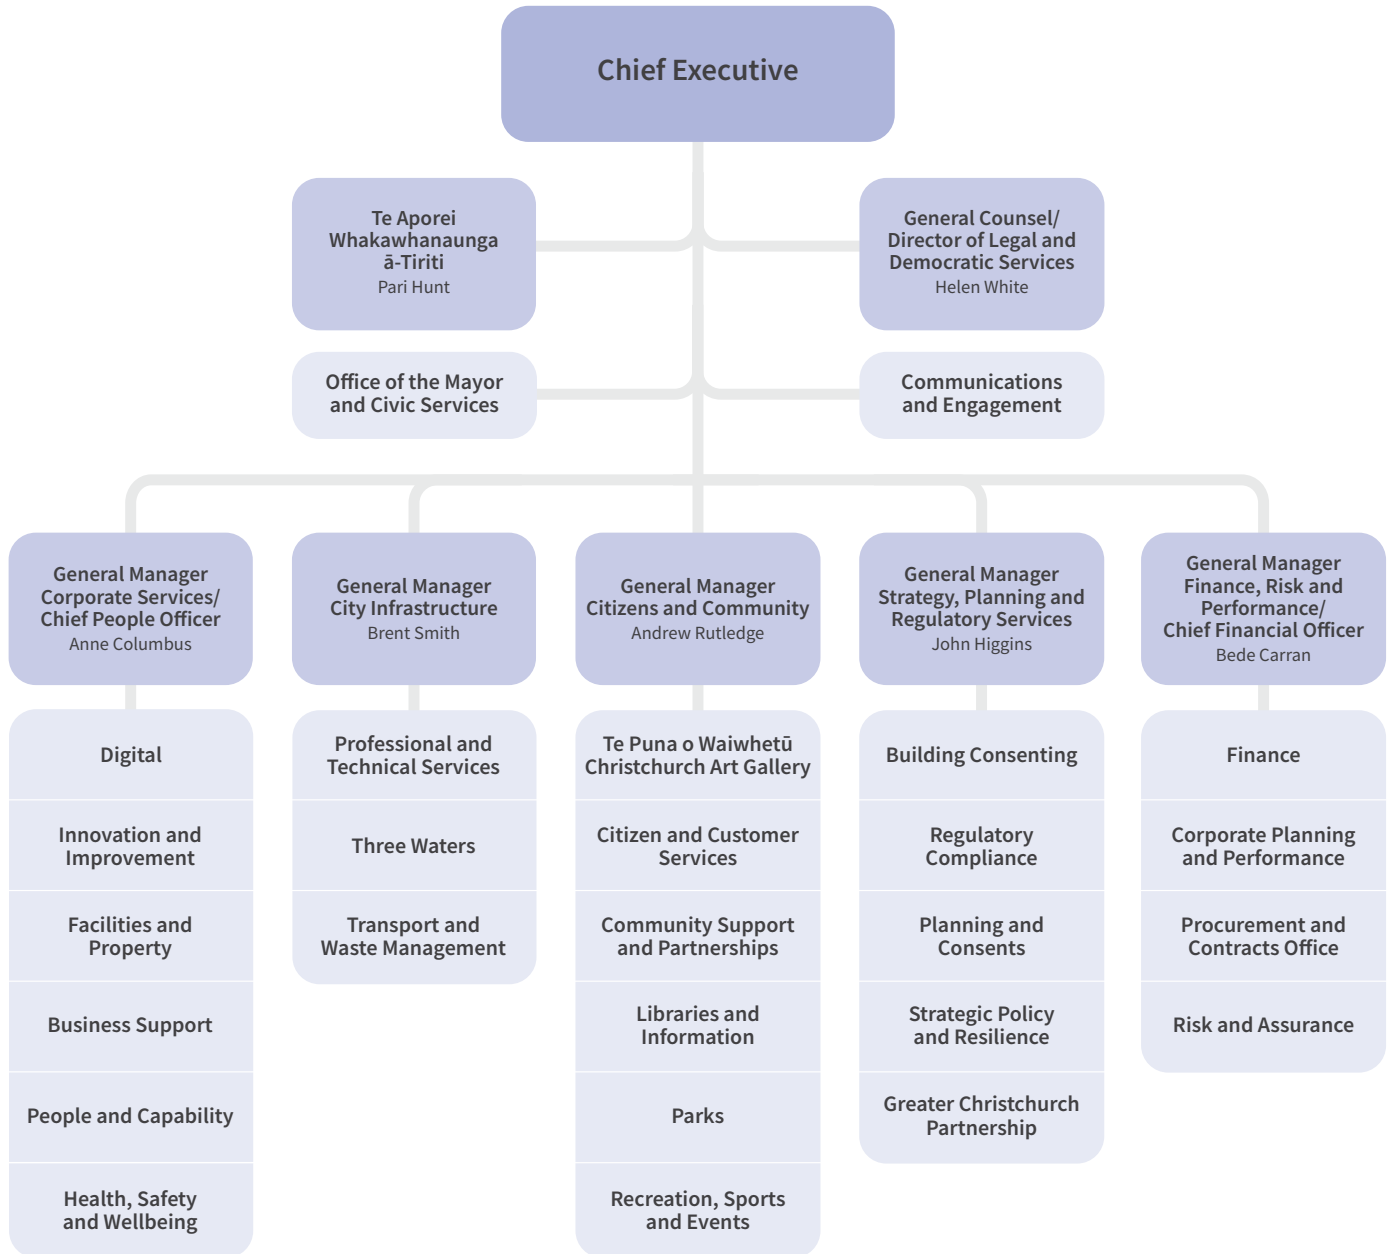 Chief Executive
Te Aporei
Whakawhanaunga
ā-Tiriti
Pari Hunt
General Counsel/
Director of Legal and
Democratic Services
Helen White
Office of the Mayor
and Civic Services
Communications
and Engagement
General Manager
Corporate Services/
Chief People Officer
Anne Columbus
General Manager
City Infrastructure
Brent Smith
General Manager
Citizens and Community
Andrew Rutledge
General Manager
Strategy, Planning and
Regulatory Services
John Higgins
General Manager
Finance, Risk and
Performance/
Chief Financial Officer
Bede Carran
Digital
Innovation and
Improvement
Facilities and
Property
Business Support
People and Capability
Health, Safety
and Wellbeing
Professional and
Technical Services
Three Waters
Transport and
Waste Management
Te Puna o Waiwhetū
Christchurch Art Gallery
Citizen and Customer
Services
Community Support
and Partnerships
Libraries and
Information
Parks
Recreation, Sports
and Events
Building Consenting
Regulatory
Compliance
Planning and
Consents
Strategic Policy
and Resilience
Greater Christchurch
Partnership
Finance
Corporate Planning
and Performance
Procurement and
Contracts Office
Risk and Assurance